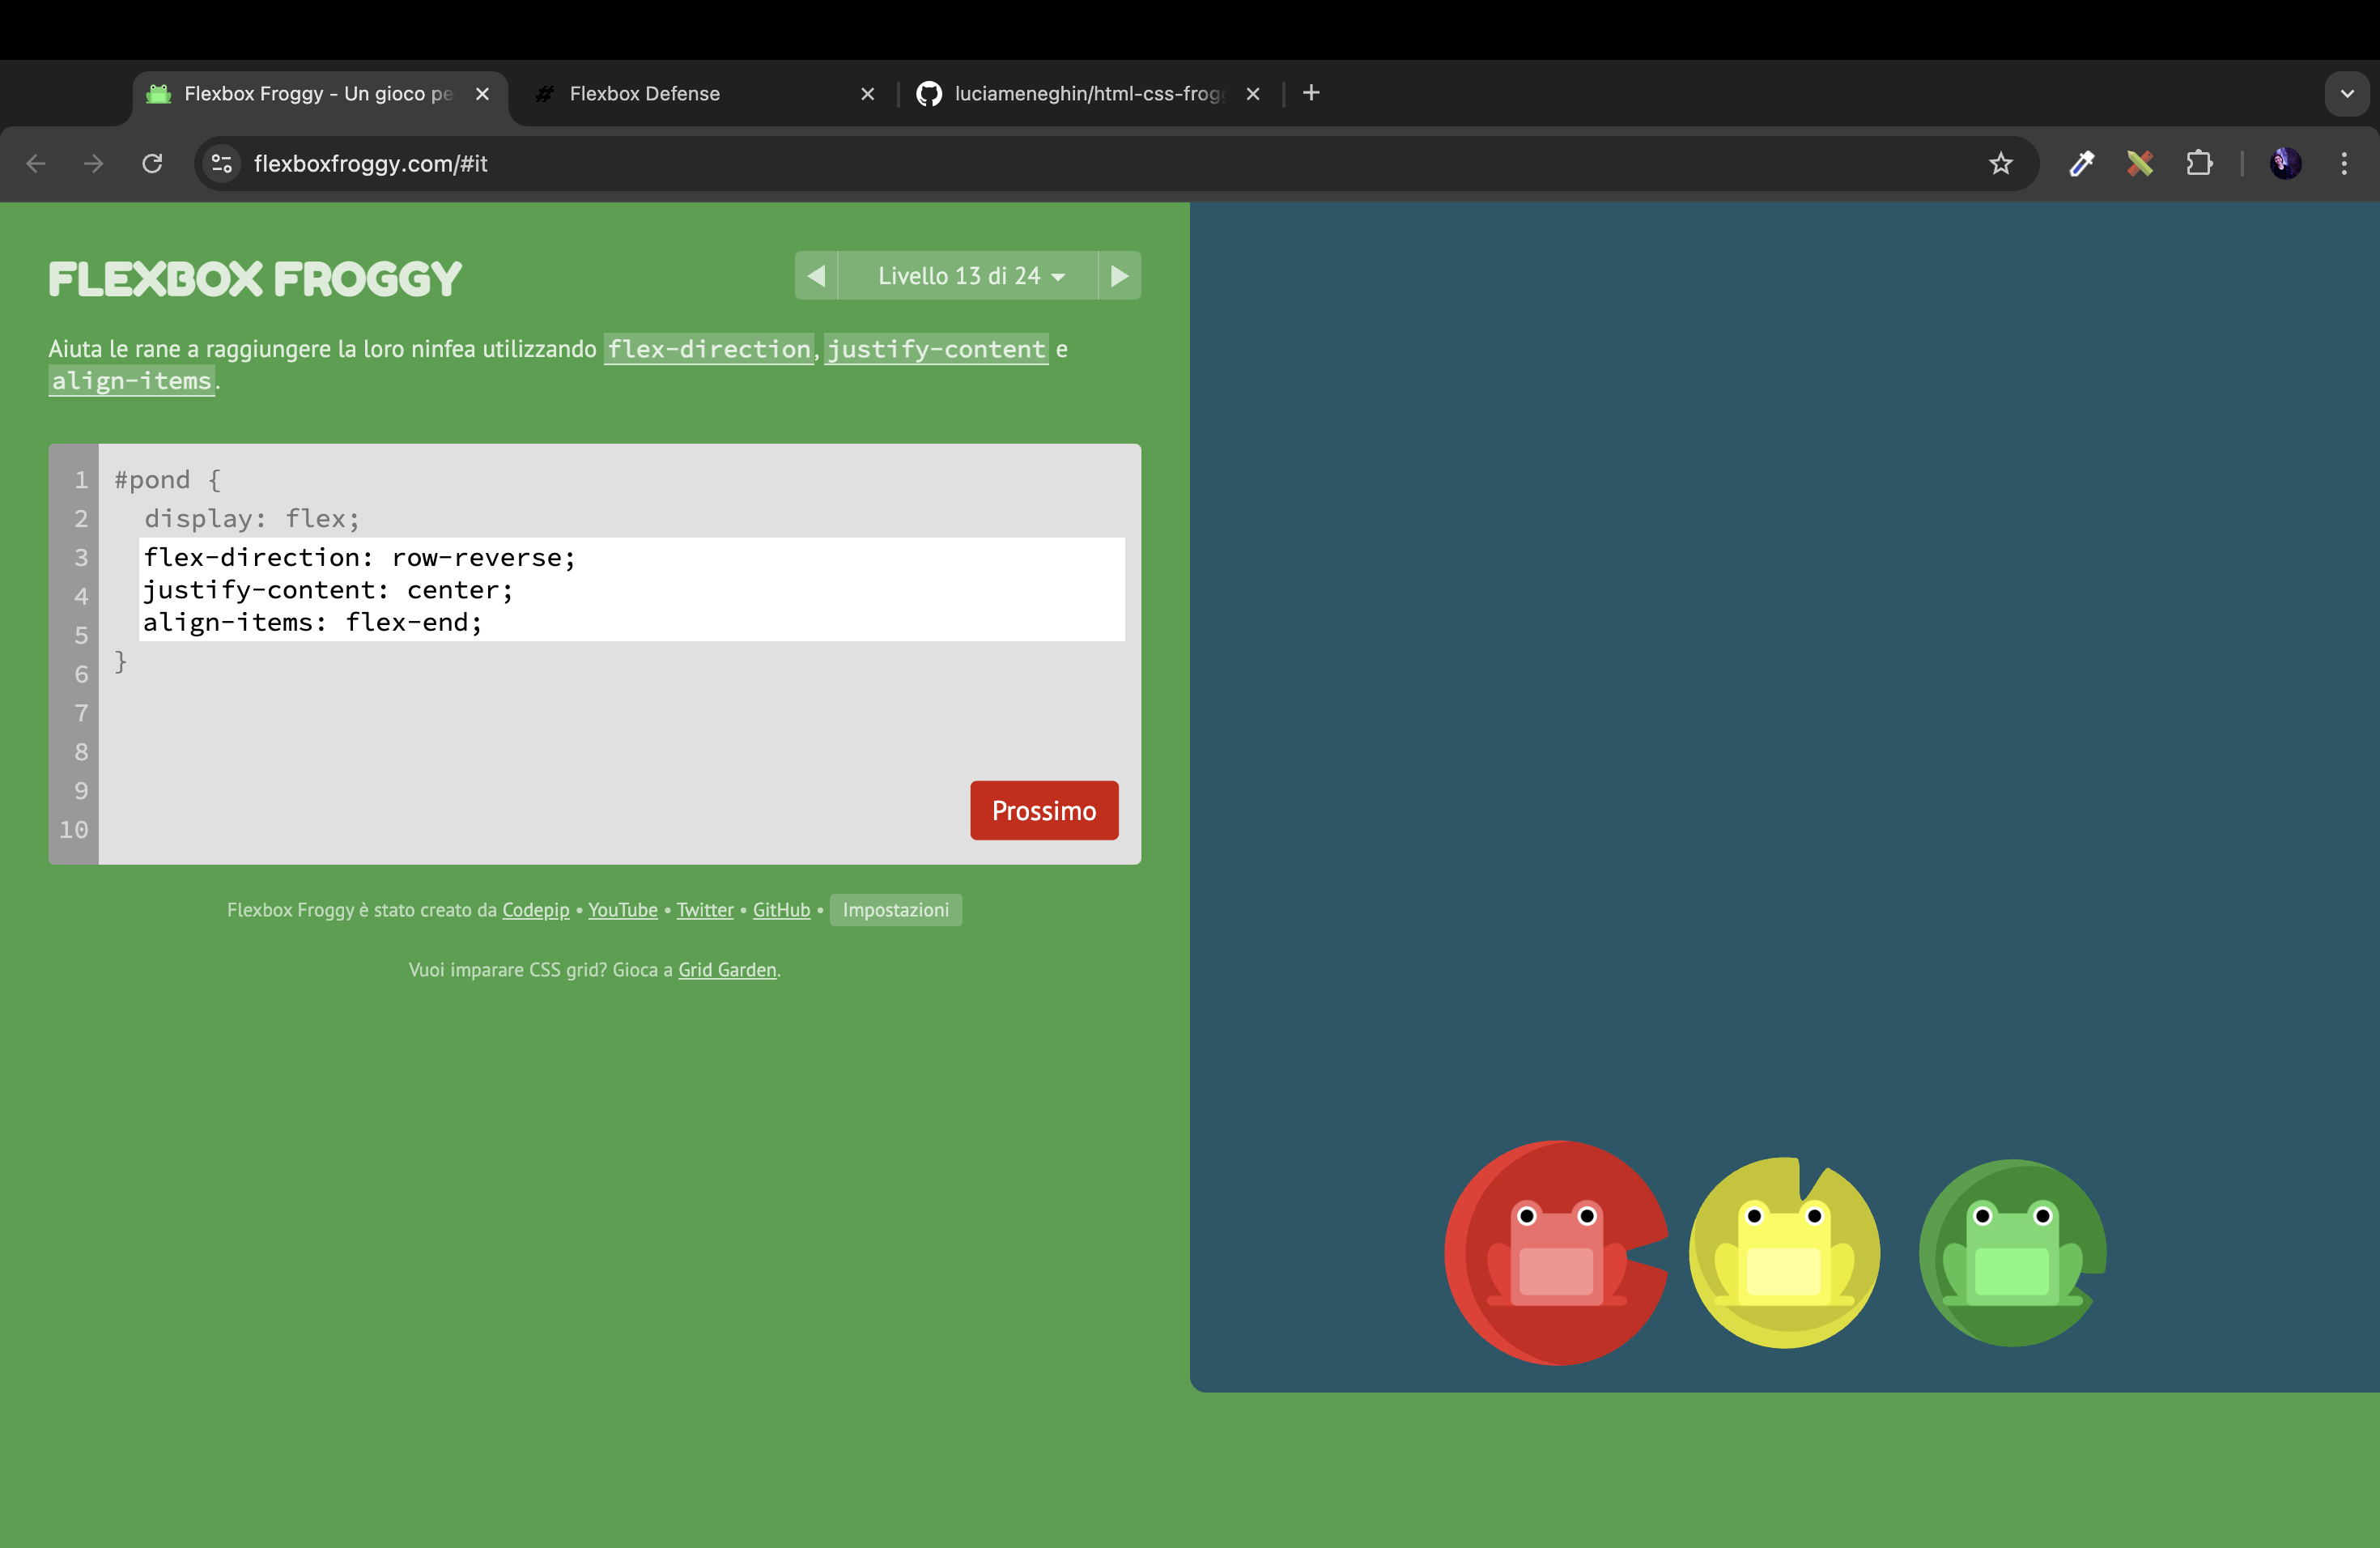 Flexbox Froggy - Un gioco pe
Flexbox Defense
luciameneghin/html-css-frogg
flexboxfroggy.com/#it
FLEXBOX FROGGY
Livello 13 di 24
Aiuta le rane a raggiungere la loro ninfea utilizzando flex-direction, justify-content e
align-items.
1 #pond {
2 display: flex;
3 flex-direction: row-reverse;
4 justify-content: center;
5 align-items: flex-end;
6 }
7
8
9
10
Prossimo
Flexbox Froggy è stato creato da Codepip • YouTube • Twitter • GitHub • Impostazioni
Vuoi imparare CSS grid? Gioca a Grid Garden.